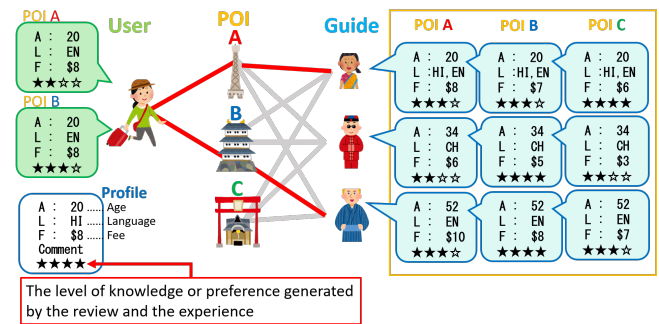 POI A
A : 20
L : EN
F : $8
★★☆☆
POI B
A : 20
L : EN
F : $8
★★★☆
User
POI
A
B
C
Guide
POI A
POI B
POI C
A : 20
L :HI, EN
F : $8
★★★☆
A : 20
L :HI, EN
F : $7
★★★☆
A : 20
L :HI, EN
F : $6
★★★★
A : 34
L : CH
F : $6
★★☆☆
A : 34
L : CH
F : $5
★★★★
A : 34
L : CH
F : $3
★★☆☆
A : 52
L : EN
F : $10
★★★☆
A : 52
L : EN
F : $8
★★★★
A : 52
L : EN
F : $7
★★★☆
Profile
A : 20 ..... Age
L : HI ..... Language
F : $8 ..... Fee
Comment
★★★★
The level of knowledge or preference generated
by the review and the experience